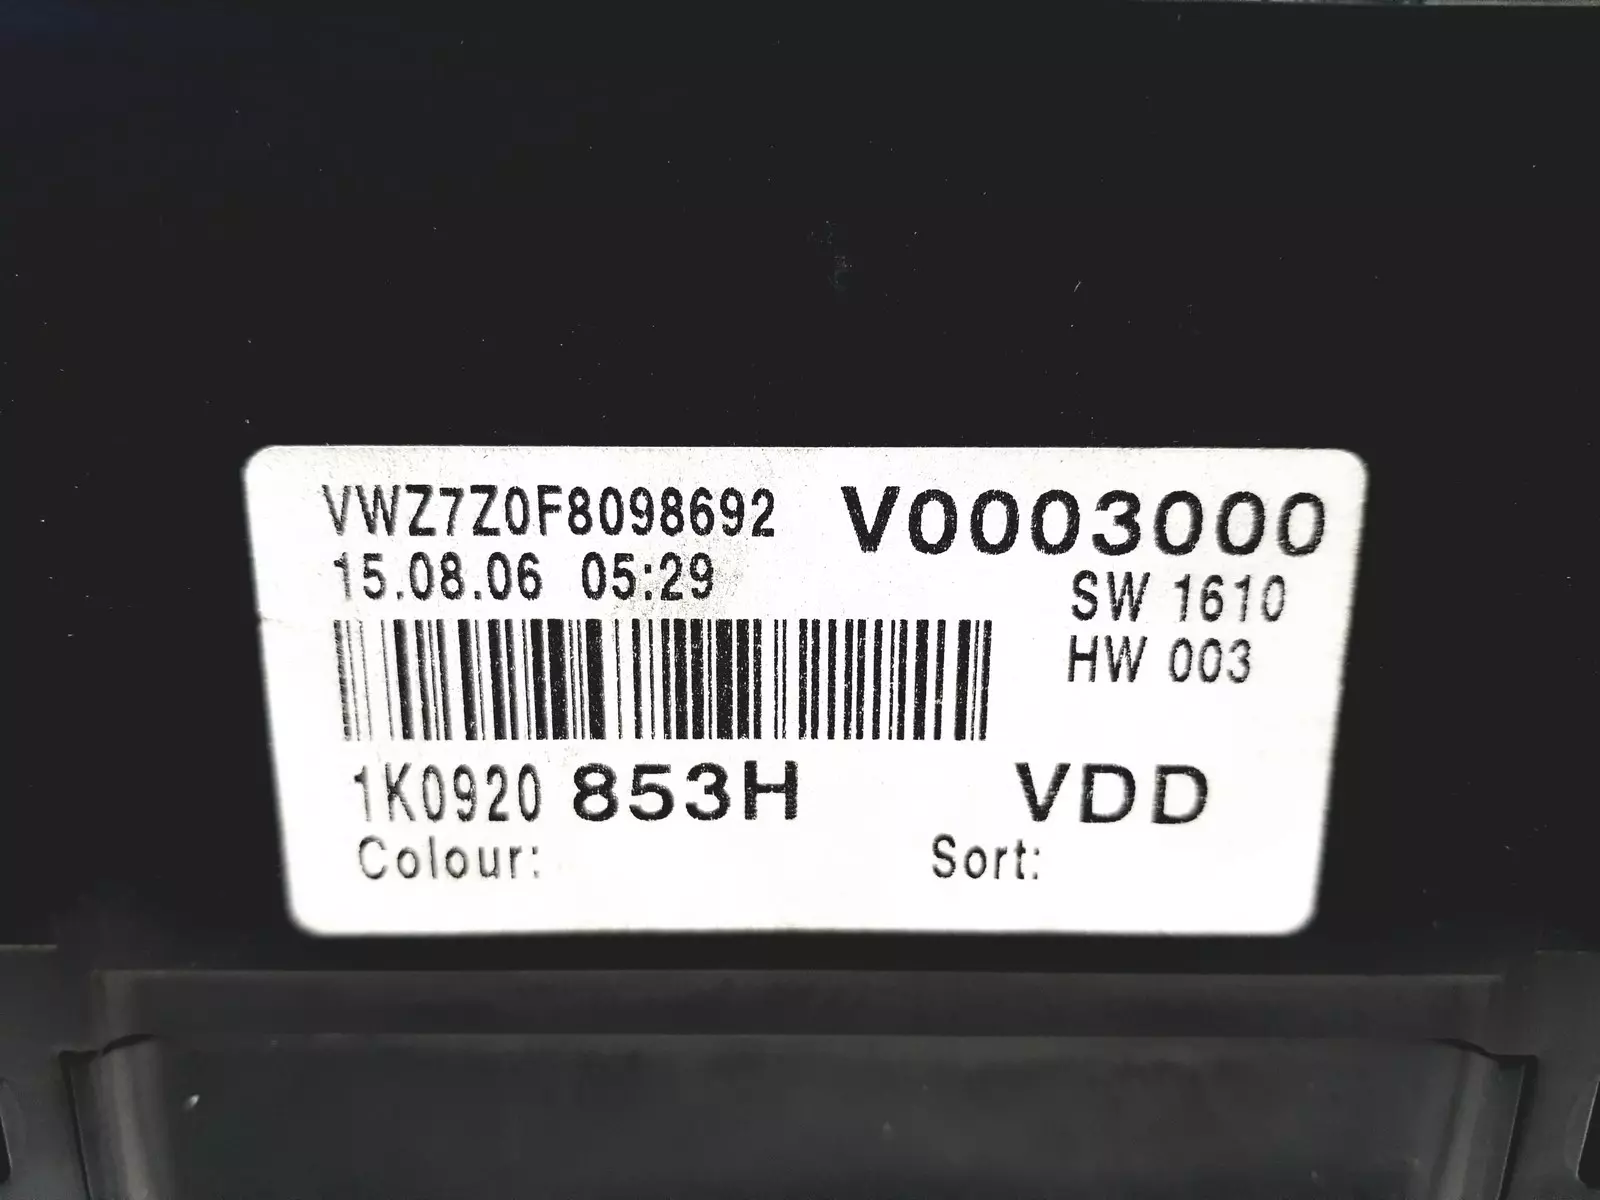 VWZ7Z0F8098692 V0003000
15.08.06 05:29 SW 1610
HW 003
1K0920 853H VDD
Colour: Sort: